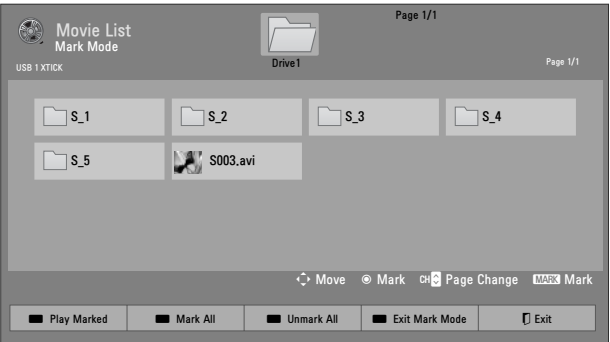 Page 1/1
Movie List
Mark Mode
USB 1 XTICK
Drive1
Page 1/1
S_1
S_2
S_3
S_4
S_5
S003.avi
Move Mark CH Page Change MARK Mark
Play Marked Mark All Unmark All Exit Mark Mode Exit